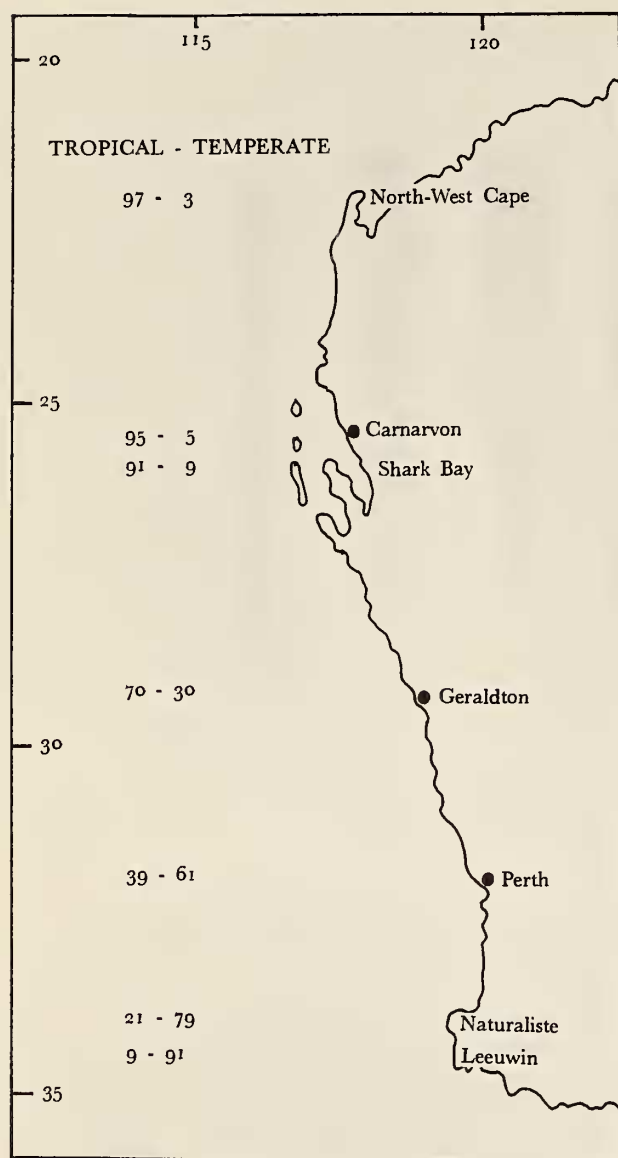 115 120
20
TROPICAL - TEMPERATE
97 - 3 North-West Cape
25
95 - 5 Carnarvon
91 - 9 Shark Bay
70 - 30 Geraldton
30
39 - 61 Perth
21 - 79 Naturaliste
9 - 91 Leeuwin
35